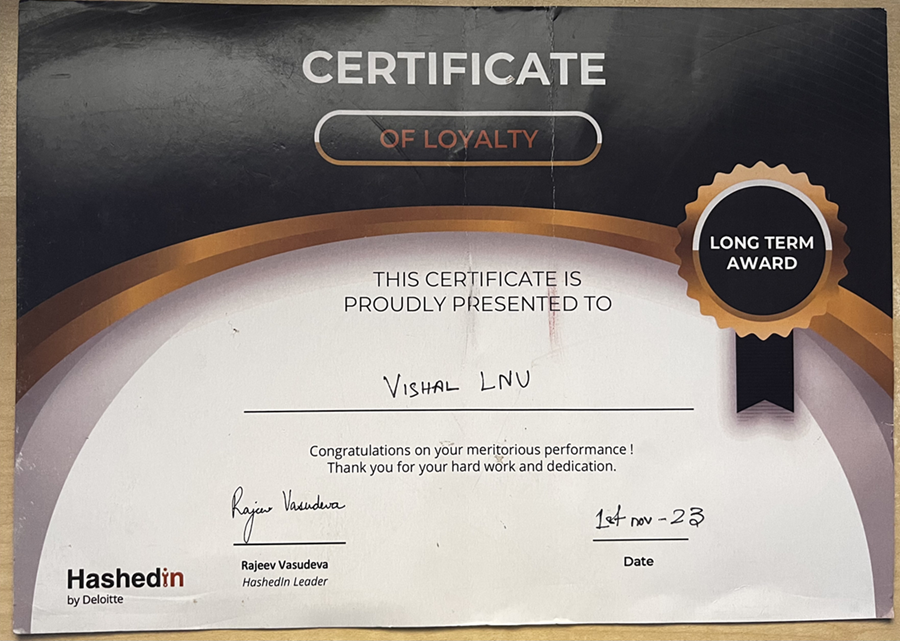 CERTIFICATE
OF LOYALTY
LONG TERM
AWARD
THIS CERTIFICATE IS
PROUDLY PRESENTED TO
VISHAL LNU
Congratulations on your meritorious performance!
Thank you for your hard work and dedication.
Rajeev Vasudeva
1st nov - 23
Rajeev Vasudeva
HashedIn Leader
Date
Hashedin
by Deloitte